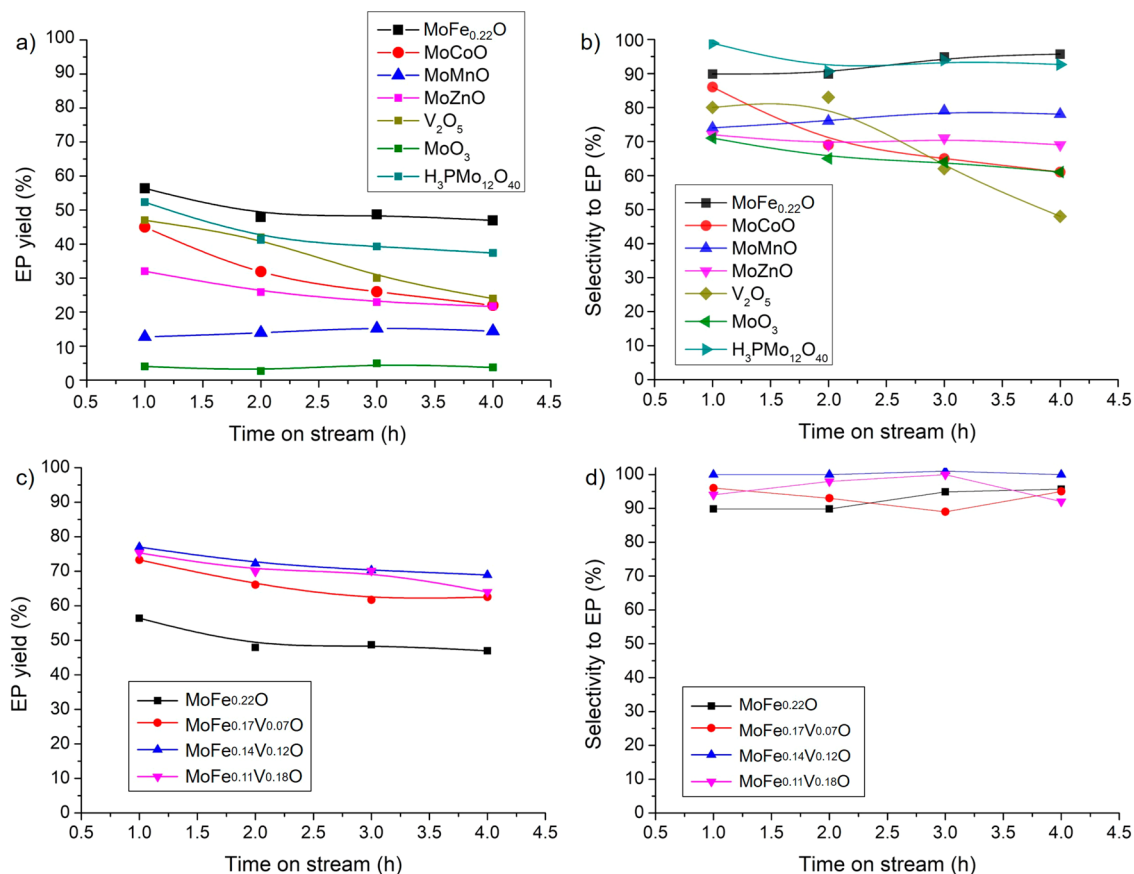 a)
EP yield (%)
100
90
80
70
60
50
40
30
20
10
0
0.5 1.0 1.5 2.0 2.5 3.0 3.5 4.0 4.5
Time on stream (h)
MoFe0.22O
MoCoO
MoMnO
MoZnO
V2O5
MoO3
H3PMo12O40
b)
Selectivity to EP (%)
100
90
80
70
60
50
40
30
20
10
0
0.5 1.0 1.5 2.0 2.5 3.0 3.5 4.0 4.5
Time on stream (h)
MoFe0.22O
MoCoO
MoMnO
MoZnO
V2O5
MoO3
H3PMo12O40
c)
EP yield (%)
100
90
80
70
60
50
40
30
20
10
0
0.5 1.0 1.5 2.0 2.5 3.0 3.5 4.0 4.5
Time on stream (h)
MoFe0.22O
MoFe0.17V0.07O
MoFe0.14V0.12O
MoFe0.11V0.18O
d)
Selectivity to EP (%)
100
90
80
70
60
50
40
30
20
10
0
0.5 1.0 1.5 2.0 2.5 3.0 3.5 4.0 4.5
Time on stream (h)
MoFe0.22O
MoFe0.17V0.07O
MoFe0.14V0.12O
MoFe0.11V0.18O